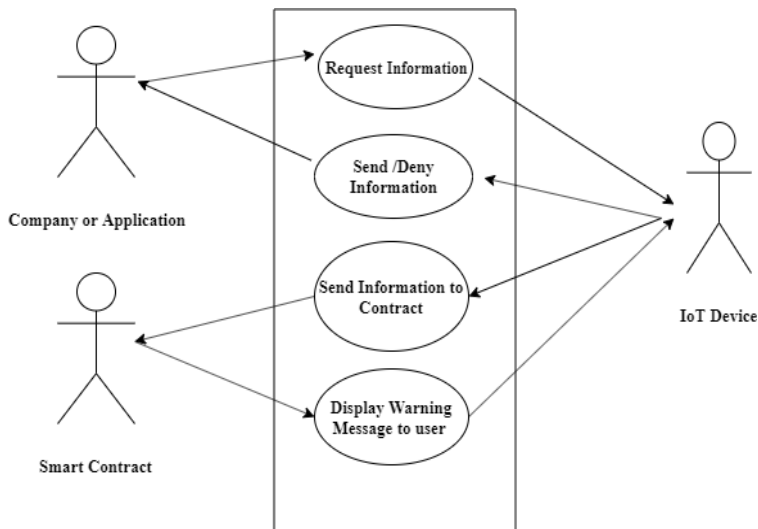 Request Information
Send /Deny
Information
Company or Application
Send Information to
Contract
IoT Device
Display Warning
Message to user
Smart Contract